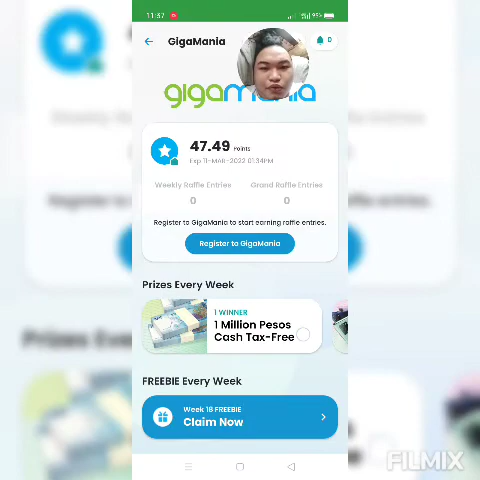 11:37
95%
GigaMania
0
gigamania
47.49 Points
Exp 11-MAR-2022 01:34PM
Weekly Raffle Entries
Grand Raffle Entries
0
0
Register to GigaMania to start earning raffle entries.
Register to GigaMania
Prizes Every Week
1 WINNER
1 Million Pesos
Cash Tax-Free
FREEBIE Every Week
Week 18 FREEBIE
Claim Now
FILMIX